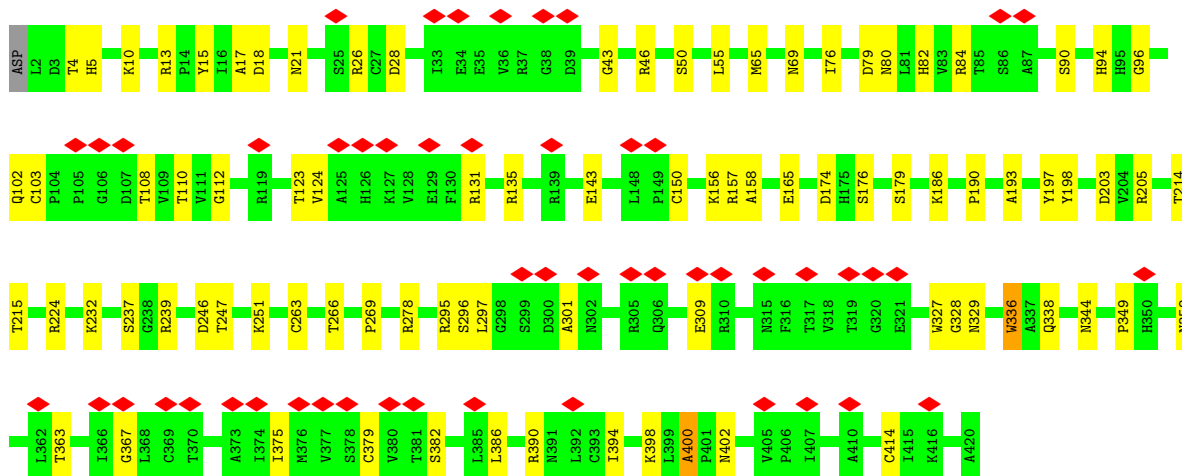 ASP L2 D3 T4 H5 K10 R13 P14 Y15 I16 A17 D18 N21 S25 R26 C27 D28 I33 E34 E35 V36 R37 G38 D39 G43 R46 S50 L55 M65 N69 I76 D79 N80 L81 H82 V83 R84 T85 S86 A87 S90 H94 H95 G96
Q102 C103 P104 P105 G106 D107 T108 V109 T110 V111 G112 R119 T123 V124 A125 H126 K127 V128 E129 F130 R131 R135 R139 E143 L148 P149 C150 K156 R157 A158 E165 D174 H175 S176 S179 K186 P190 A193 Y197 Y198 D203 V204 R205 T214
T215 R224 K232 S237 G238 R239 D246 T247 K251 C263 T266 P269 R278 R295 S296 L297 G298 S299 D300 A301 N302 R305 Q306 E309 R310 N315 F316 T317 V318 T319 G320 E321 W327 G328 N329 W336 A337 Q338 N344 P349 H350
L362 T363 I366 G367 L368 C369 T370 A373 I374 I375 M376 V377 S378 C379 V380 T381 S382 L385 L386 R390 N391 L392 C393 I394 K398 L399 A400 P401 N402 V405 P406 I407 A410 C414 I415 K416 A420